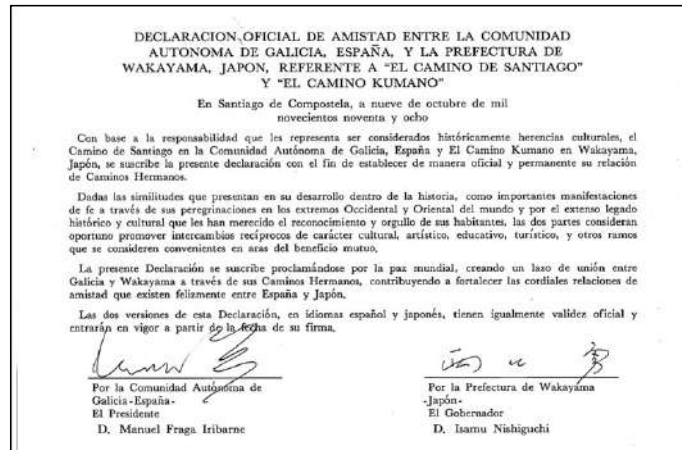 DECLARACION OFICIAL DE AMISTAD ENTRE LA COMUNIDAD
AUTONOMA DE GALICIA, ESPAÑA, Y LA PREFECTURA DE
WAKAYAMA, JAPON, REFERENTE A "EL CAMINO DE SANTIAGO"
Y "EL CAMINO KUMANO"
En Santiago de Compostela, a nueve de octubre de mil
novecientos noventa y ocho
Con base a la responsabilidad que les representa ser considerados históricamente herencias culturales, el
Camino de Santiago en la Comunidad Autónoma de Galicia, España y El Camino Kumano en Wakayama,
Japón, se suscribe la presente declaración con el fin de establecer de manera oficial y permanente su relación
de Caminos Hermanos.
Dadas las similitudes que presentan en su desarrollo dentro de la historia, como importantes manifestaciones
de fe a través de sus peregrinaciones en los extremos Occidental y Oriental del mundo y por el extenso legado
histórico y cultural que les han merecido el reconocimiento y orgullo de sus habitantes, las dos partes consideran
oportuno promover intercambios recíprocos de carácter cultural, artístico, educativo, turístico, y otros ramos
que se consideren convenientes en aras del beneficio mutuo.
La presente Declaración se suscribe proclamándose por la paz mundial, creando un lazo de unión entre
Galicia y Wakayama a través de sus Caminos Hermanos, contribuyendo a fortalecer las cordiales relaciones de
amistad que existen felizmente entre España y Japón.
Las dos versiones de esta Declaración, en idiomas español y japonés, tienen igualmente validez oficial y
entrarán en vigor a partir de la fecha de su firma.
西口勇
Por la Comunidad Autónoma de
Galicia-España-
El Presidente
D. Manuel Fraga Iribarne
Por la Prefectura de Wakayama
-Japón-
El Gobernador
D. Isamu Nishiguchi